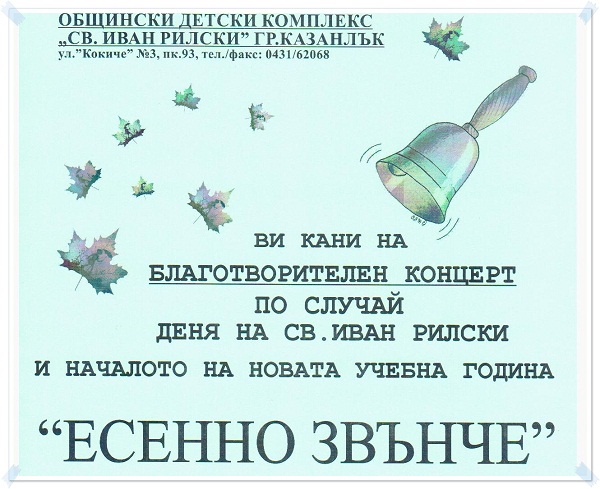 ОБЩИНСКИ ДЕТСКИ КОМПЛЕКС
„СВ. ИВАН РИЛСКИ” ГР.КАЗАНЛЪК
ул.”Кокиче” №3, пк.93, тел./факс: 0431/62068
ВИ КАНИ НА
БЛАГОТВОРИТЕЛЕН КОНЦЕРТ
ПО СЛУЧАЙ
ДЕНЯ НА СВ.ИВАН РИЛСКИ
И НАЧАЛОТО НА НОВАТА УЧЕБНА ГОДИНА
“ЕСЕННО ЗВЪНЧЕ”